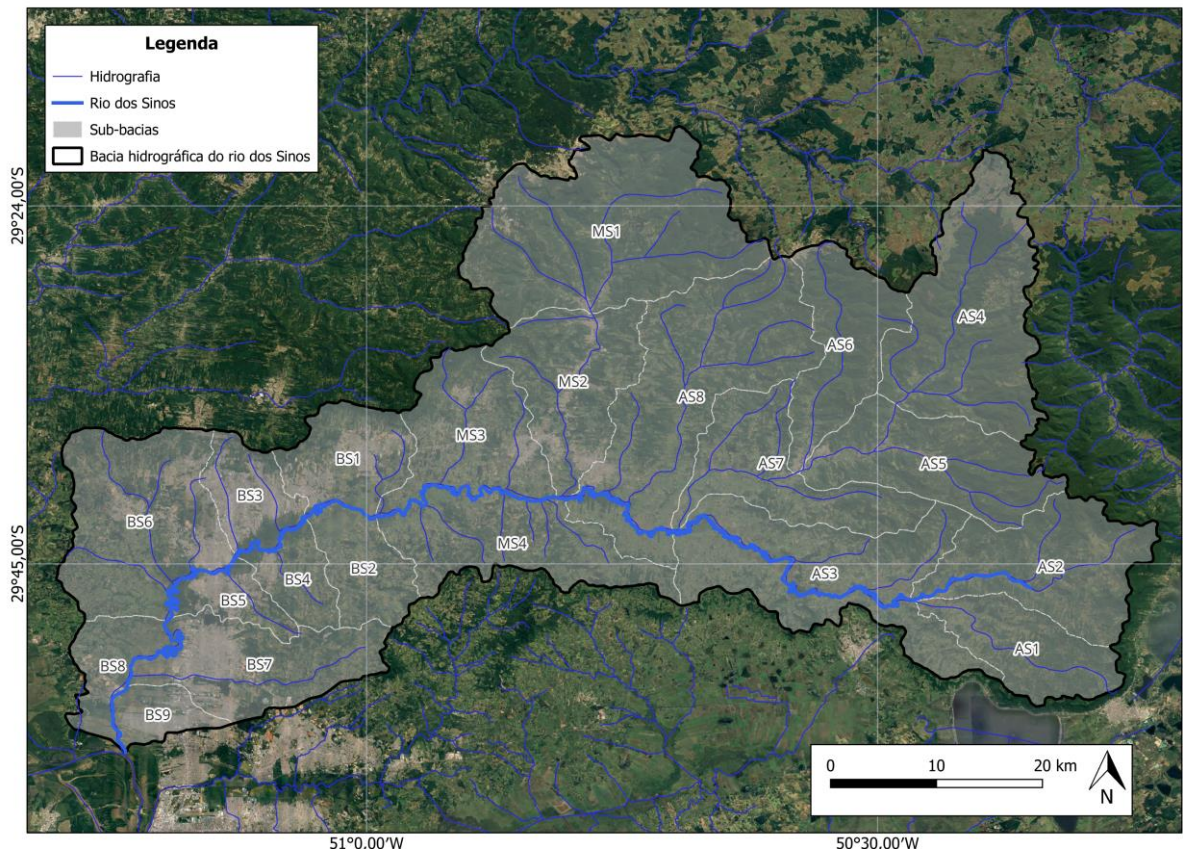 Legenda
Hidrografia
Rio dos Sinos
Sub-bacias
Bacia hidrográfica do rio dos Sinos
29°24,00'S
29°45,00'S
MS1
AS4
AS6
MS2
AS8
MS3
BS1
AS7
AS5
BS3
BS6
MS4
BS2
BS4
AS3
AS2
BS5
AS1
BS8
BS7
BS9
0 10 20 km
N
51°0,00'W 50°30,00'W